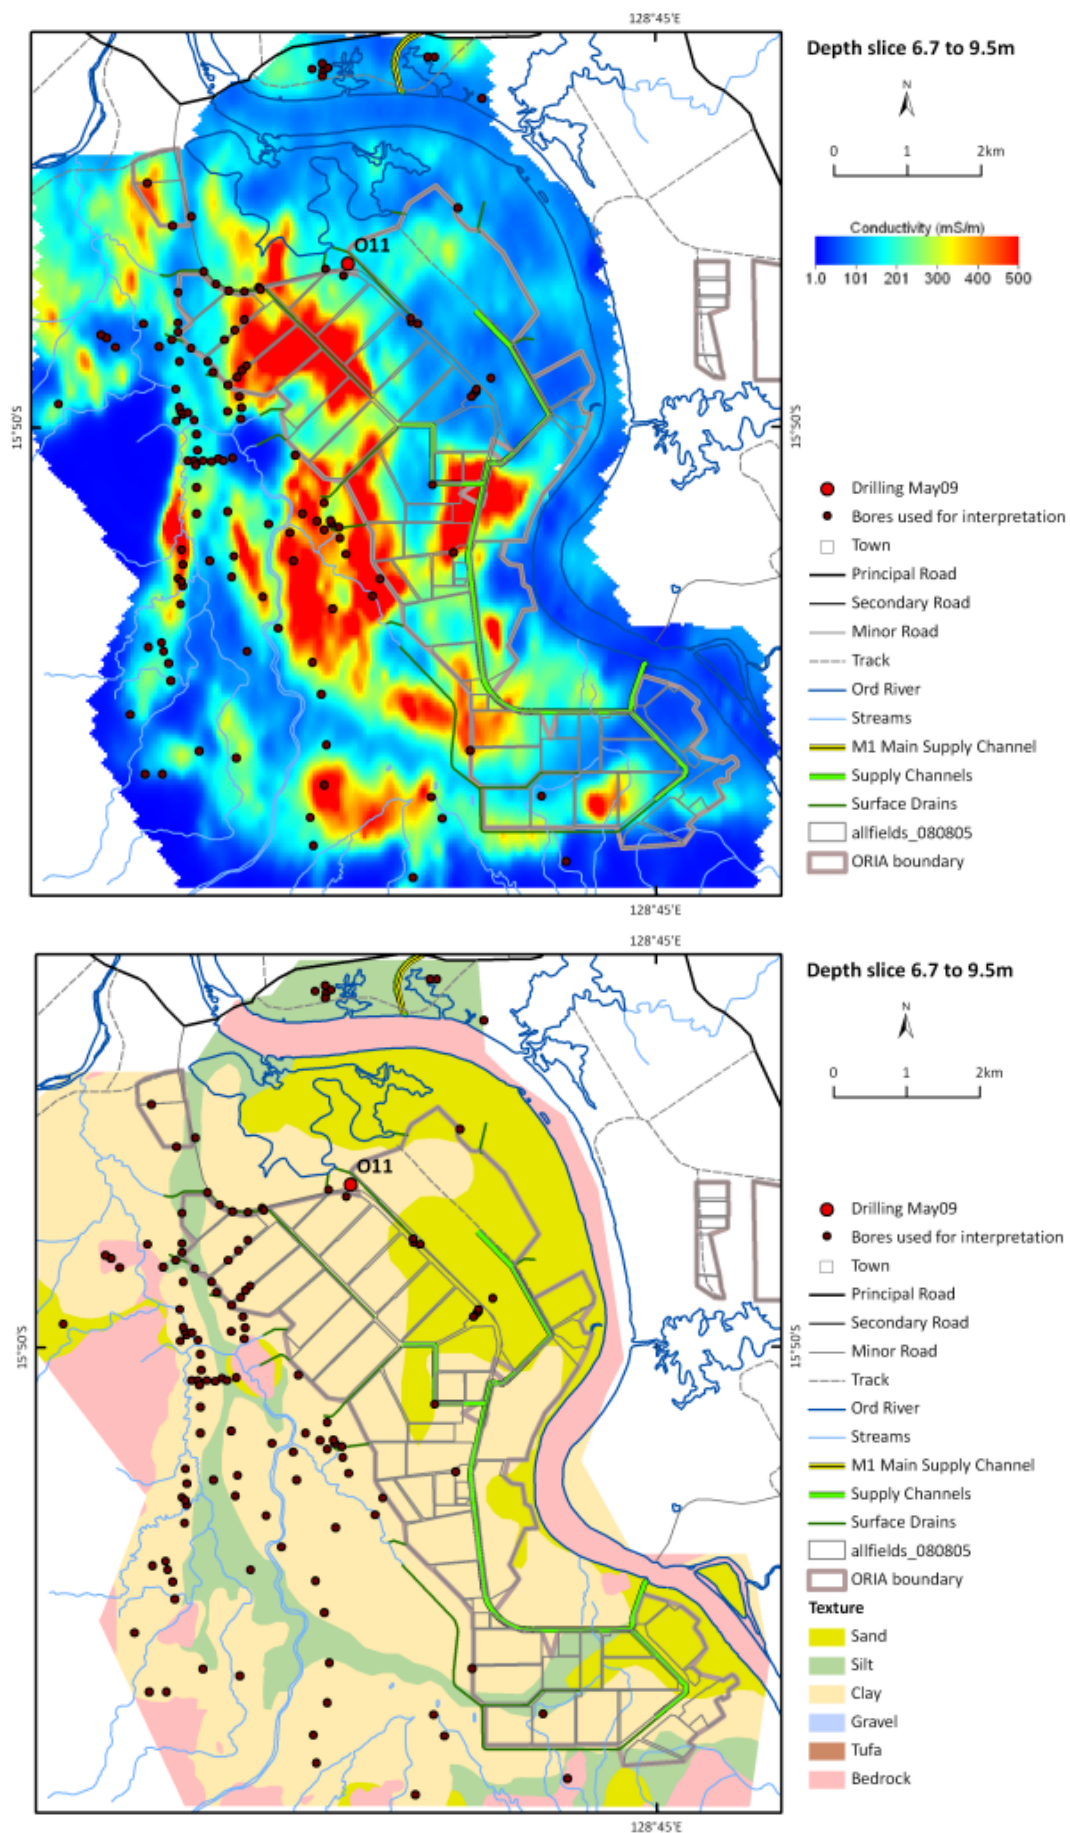 128°45'E
Depth slice 6.7 to 9.5m
N
0 1 2km
Conductivity (mS/m)
1.0 101 201 300 400 500
O11
15°50'S
15°50'S
Drilling May09
Bores used for interpretation
Town
Principal Road
Secondary Road
Minor Road
Track
Ord River
Streams
M1 Main Supply Channel
Supply Channels
Surface Drains
allfields_080805
ORIA boundary
128°45'E
128°45'E
Depth slice 6.7 to 9.5m
N
0 1 2km
O11
15°50'S
15°50'S
Drilling May09
Bores used for interpretation
Town
Principal Road
Secondary Road
Minor Road
Track
Ord River
Streams
M1 Main Supply Channel
Supply Channels
Surface Drains
allfields_080805
ORIA boundary
Texture
Sand
Silt
Clay
Gravel
Tufa
Bedrock
128°45'E